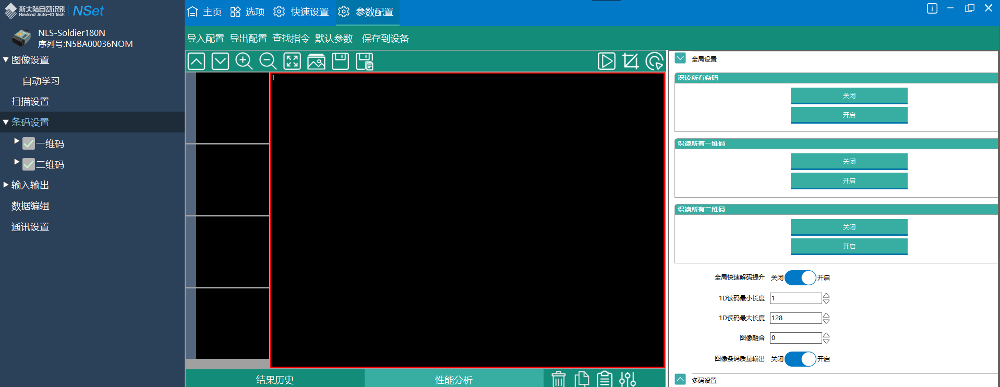 新大陆自动识别
Newland Auto-ID Tech
NSet
主页
选项
快速设置
参数配置
NLS-Soldier180N
序列号:N5BA00036NOM
导入配置
导出配置
查找指令
默认参数
保存到设备
图像设置
自动学习
扫描设置
条码设置
一维码
二维码
输入输出
数据编辑
通讯设置
1
结果历史
性能分析
全局设置
识读所有条码
关闭
开启
识读所有一维码
关闭
开启
识读所有二维码
关闭
开启
全局快速解码提升 关闭 开启
1D读码最小长度 1
1D读码最大长度 128
图像融合 0
图像条码质量输出 关闭 开启
多码设置